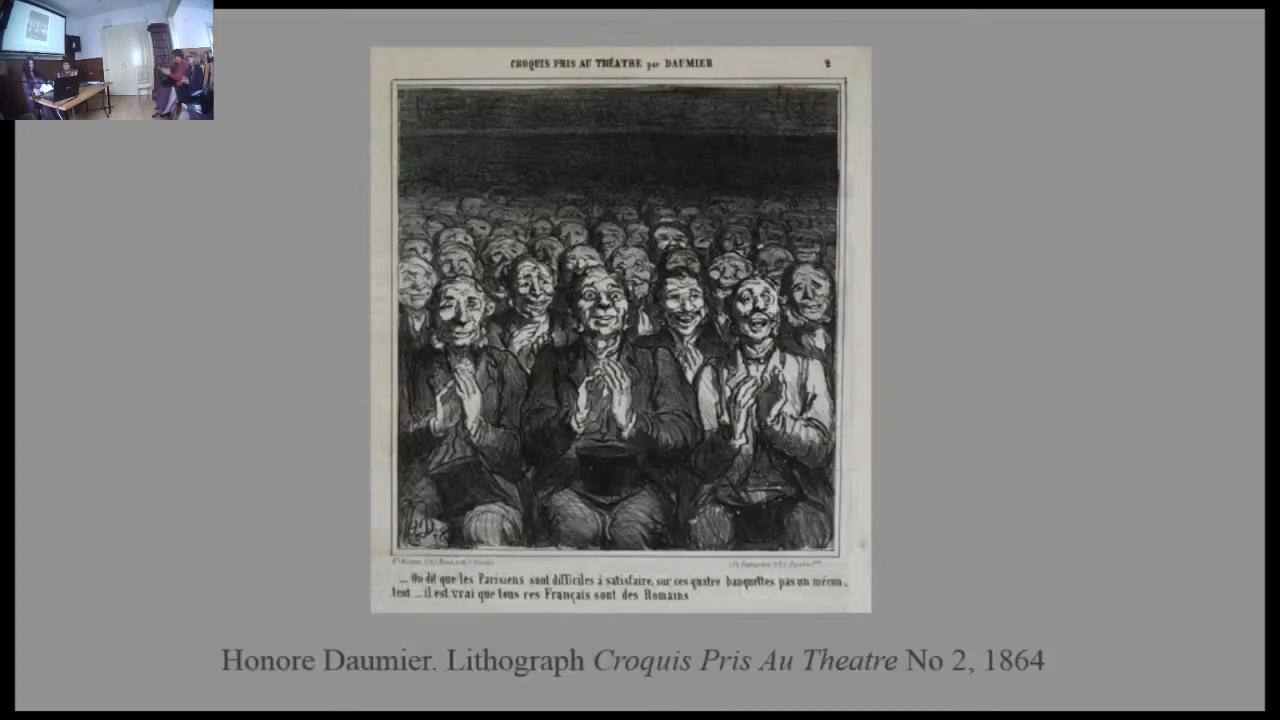 CROQUIS PRIS AU THÉATRE par DAUMIER 2
_ On dit que les Parisiens sont difficiles à satisfaire, sur ces quatre banquettes pas un mécon_
tent _ il est vrai que tous ces Français sont des Romains
Honore Daumier. Lithograph Croquis Pris Au Theatre No 2, 1864